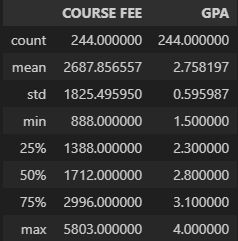 COURSE FEE GPA
count 244.000000 244.000000
mean 2687.856557 2.758197
std 1825.495950 0.595987
min 888.000000 1.500000
25% 1388.000000 2.300000
50% 1712.000000 2.800000
75% 2996.000000 3.100000
max 5803.000000 4.000000